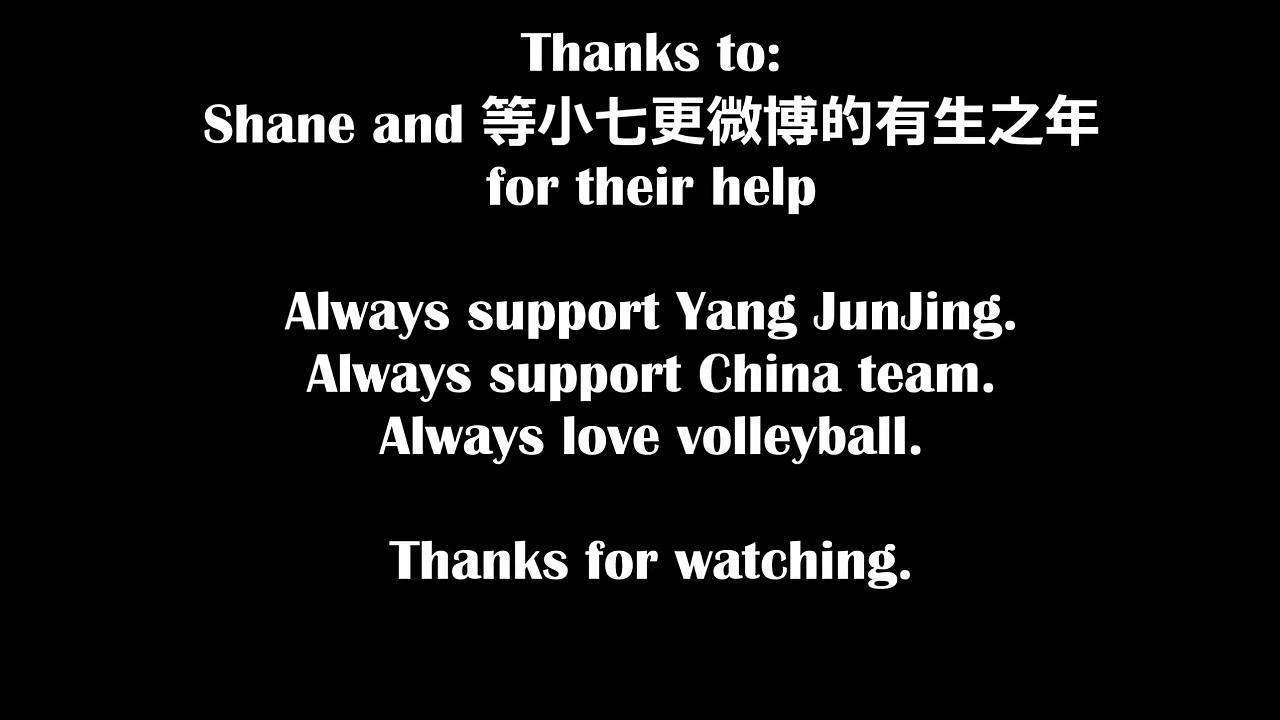 Thanks to:
Shane and 等小七更微博的有生之年
for their help
Always support Yang JunJing.
Always support China team.
Always love volleyball.
Thanks for watching.